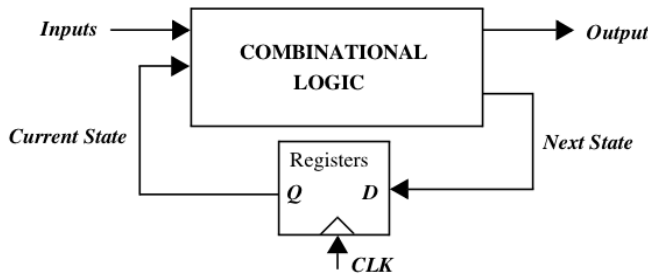 Inputs
COMBINATIONAL
LOGIC
Output
Current State
Next State
Registers
Q D
CLK